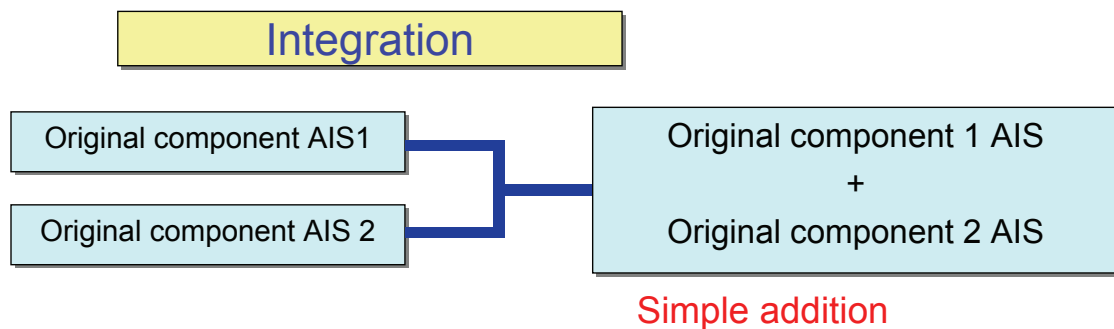 Integration
Original component AIS1
Original component AIS 2
Original component 1 AIS
+
Original component 2 AIS
Simple addition